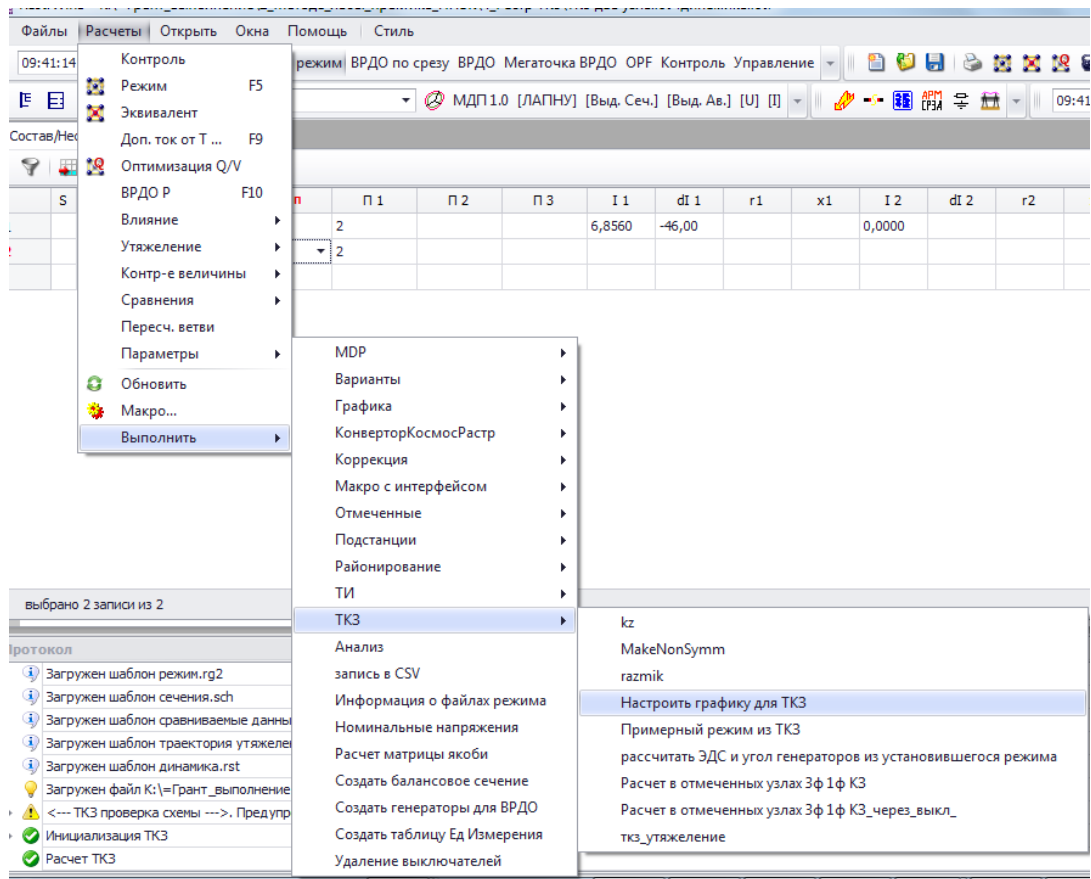 Файлы Расчеты Открыть Окна Помощь Стиль
09:41:14 режим ВРДО по срезу ВРДО Мегаточка ВРДО OPF Контроль Управление
МДП 1.0 [ЛАПНУ] [Выд. Сеч.] [Выд. Ав.] [U] [I] АРМ СРЗА 09:41
Состав/Нес
S п П 1 П 2 П 3 I 1 dI 1 r1 x1 I 2 dI 2 r2
2 6,8560 -46,00 0,0000
2
Контроль
Режим F5
Эквивалент
Доп. ток от Т ... F9
Оптимизация Q/V
ВРДО Р F10
Влияние
Утяжеление
Контр-е величины
Сравнения
Пересч. ветви
Параметры
Обновить
Макро...
Выполнить
MDP
Варианты
Графика
КонверторКосмосРастр
Коррекция
Макро с интерфейсом
Отмеченные
Подстанции
Районирование
ТИ
ТКЗ
Анализ
запись в CSV
Информация о файлах режима
Номинальные напряжения
Расчет матрицы якоби
Создать балансовое сечение
Создать генераторы для ВРДО
Создать таблицу Ед Измерения
Удаление выключателей
kz
MakeNonSymm
razmik
Настроить графику для ТКЗ
Примерный режим из ТКЗ
рассчитать ЭДС и угол генераторов из установившегося режима
Расчет в отмеченных узлах 3ф 1ф КЗ
Расчет в отмеченных узлах 3ф 1ф КЗ_через_выкл_
ткз_утяжеление
выбрано 2 записи из 2
Протокол
Загружен шаблон режим.rg2
Загружен шаблон сечения.sch
Загружен шаблон сравниваемые данны
Загружен шаблон траектория утяжеле
Загружен шаблон динамика.rst
Загружен файл K:\=Грант_выполнение
<--- ТКЗ проверка схемы --->. Предупр
Инициализация ТКЗ
Расчет ТКЗ